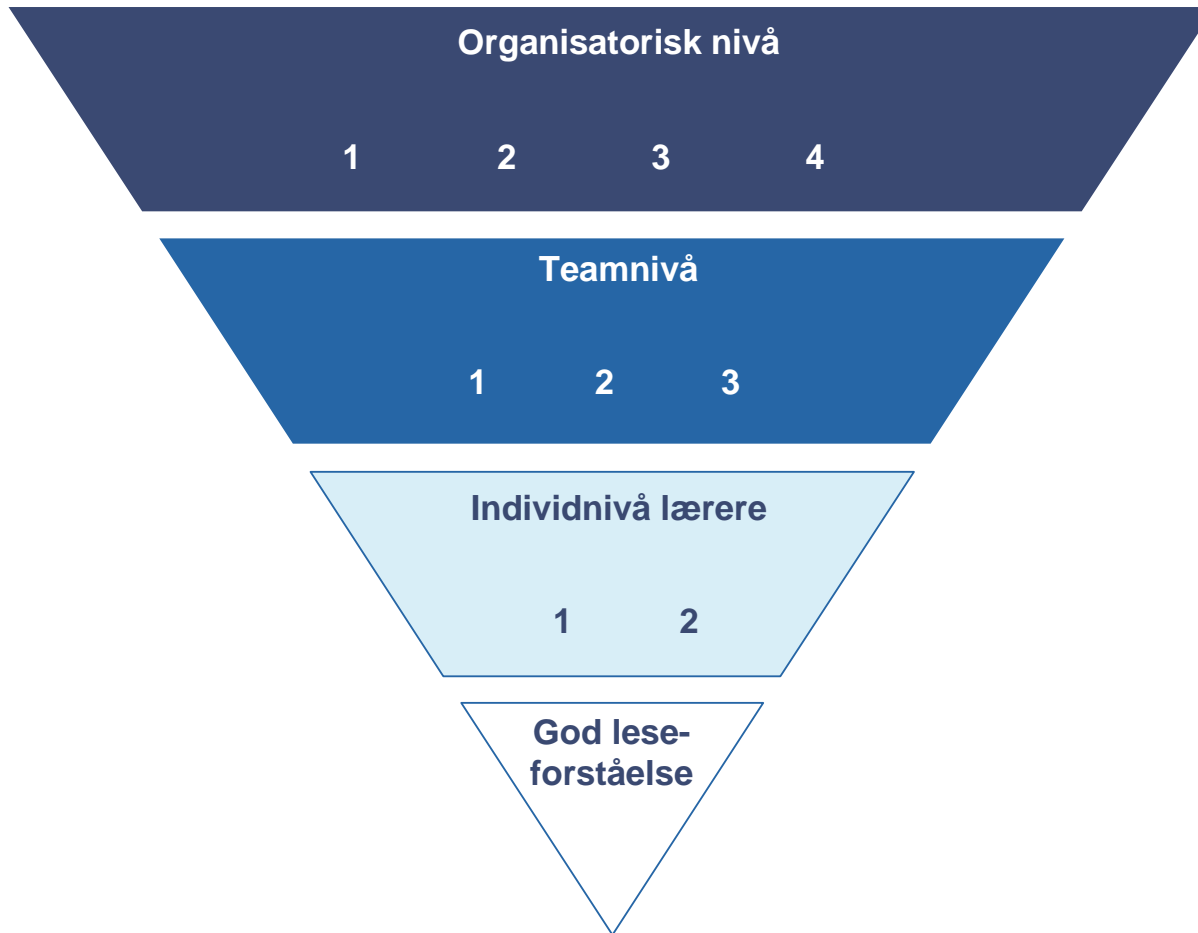 Organisatorisk nivå
1 2 3 4
Teamnivå
1 2 3
Individnivå lærere
1 2
God lese-
forståelse